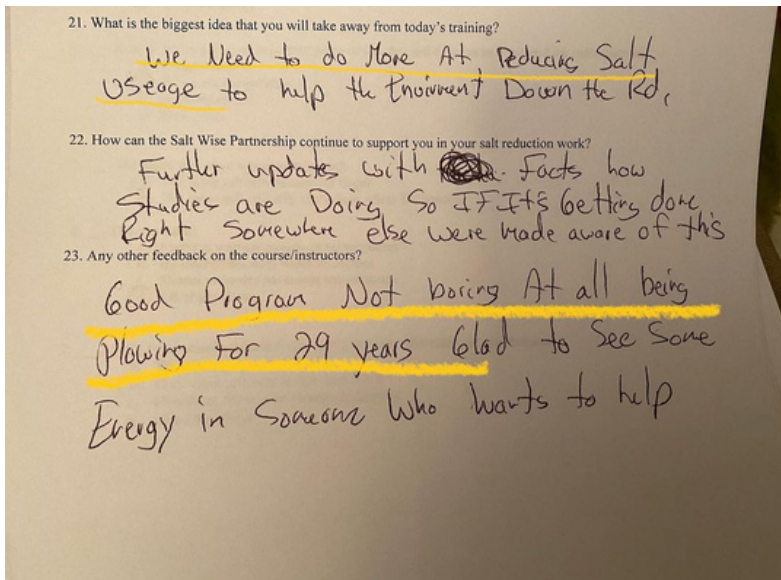 21. What is the biggest idea that you will take away from today's training?
We Need to do More At Reducing Salt
Useage to help the Enviorment Down the Rd,
22. How can the Salt Wise Partnership continue to support you in your salt reduction work?
Further updates with Facts how
Studies are Doing So IF It's Getting done
Right Somewhere else were made aware of this
23. Any other feedback on the course/instructors?
Good Program Not boring At all being
Plowing For 29 years Glad to See Some
Energy in Someone Who Wants to help